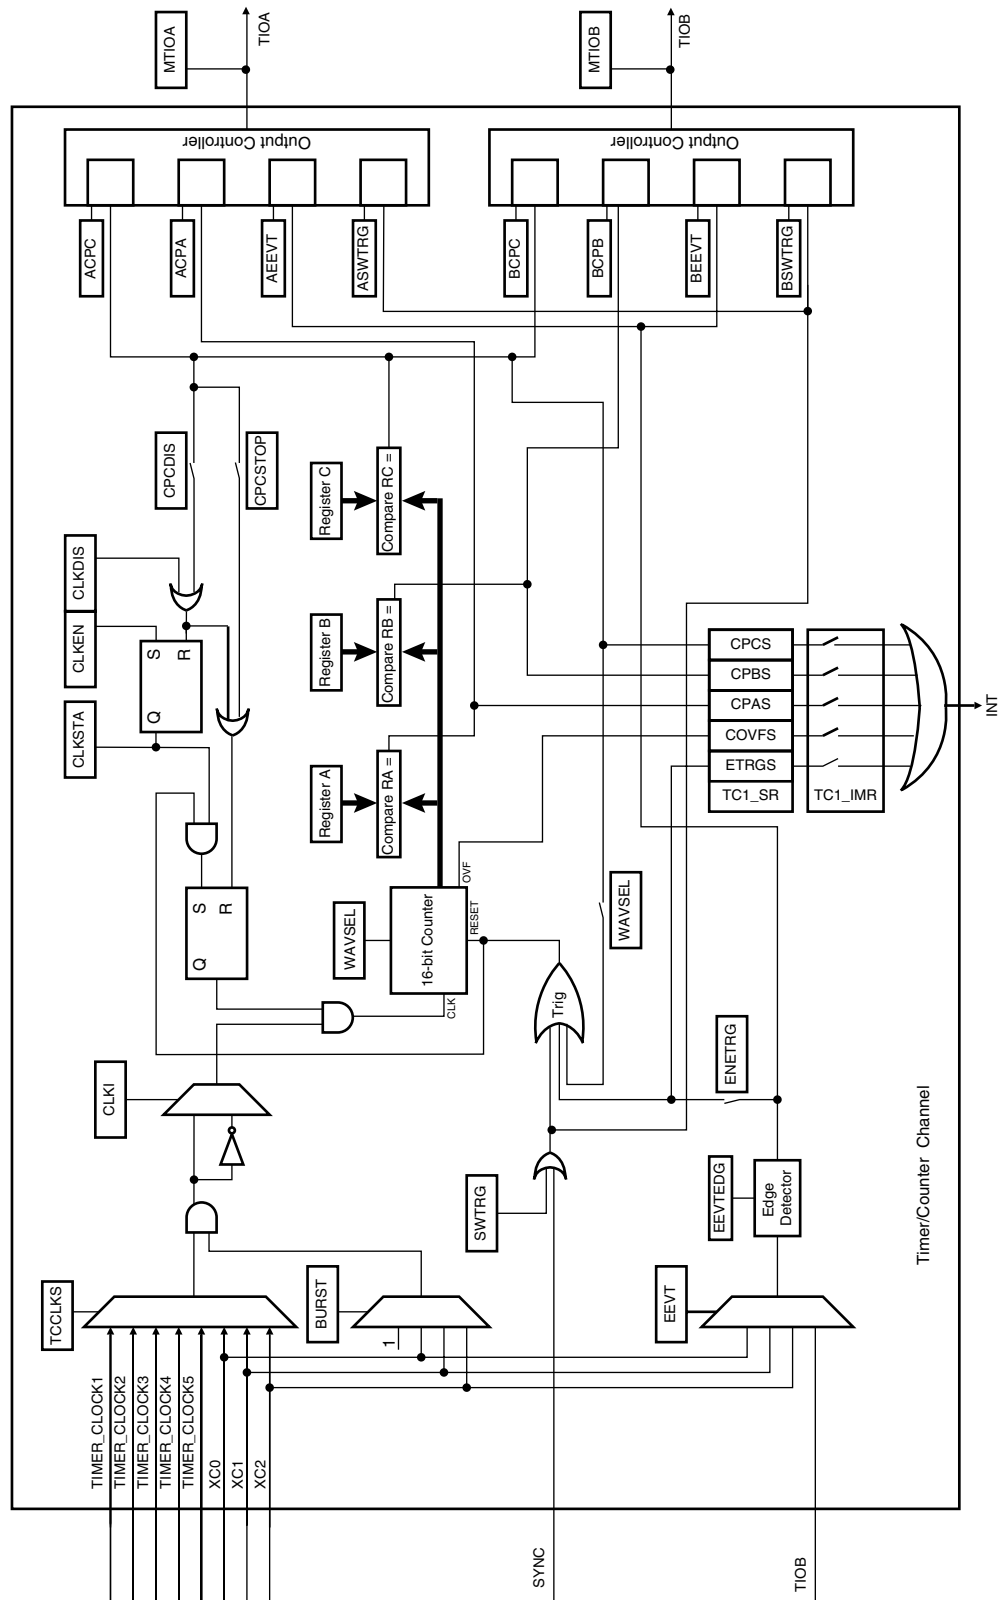 TCCLKS
TIMER_CLOCK1
TIMER_CLOCK2
TIMER_CLOCK3
TIMER_CLOCK4
TIMER_CLOCK5
XC0
XC1
XC2
CLKI
CLKSTA
CLKEN
CLKDIS
Q
S
R
Q
S
R
CPCDIS
CPCSTOP
ACPC
ACPA
AEEVT
ASWTRG
Output Controller
MTIOA
TIOA
BURST
1
WAVSEL
16-bit Counter
CLK
RESET
OVF
Register A
Register B
Register C
Compare RA =
Compare RB =
Compare RC =
SWTRG
SYNC
Trig
WAVSEL
BCPC
BCPB
BEEVT
BSWTRG
Output Controller
MTIOB
TIOB
EEVT
EEVTEDG
Edge
Detector
ENETRG
TIOB
CPCS
CPBS
CPAS
COVFS
ETRGS
TC1_SR
TC1_IMR
Timer/Counter Channel
INT